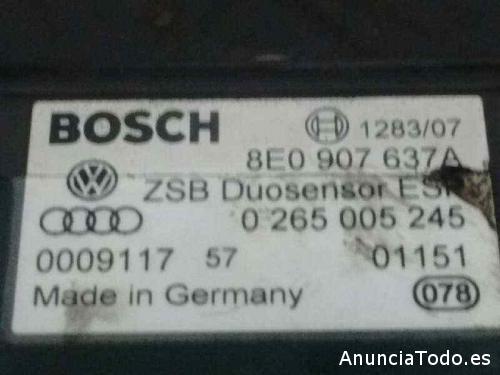 BOSCH 1283/07
8E0 907 637A
ZSB Duosensor ESP
0 265 005 245
0009117 57 01151
Made in Germany 078
AnunciaTodo.es